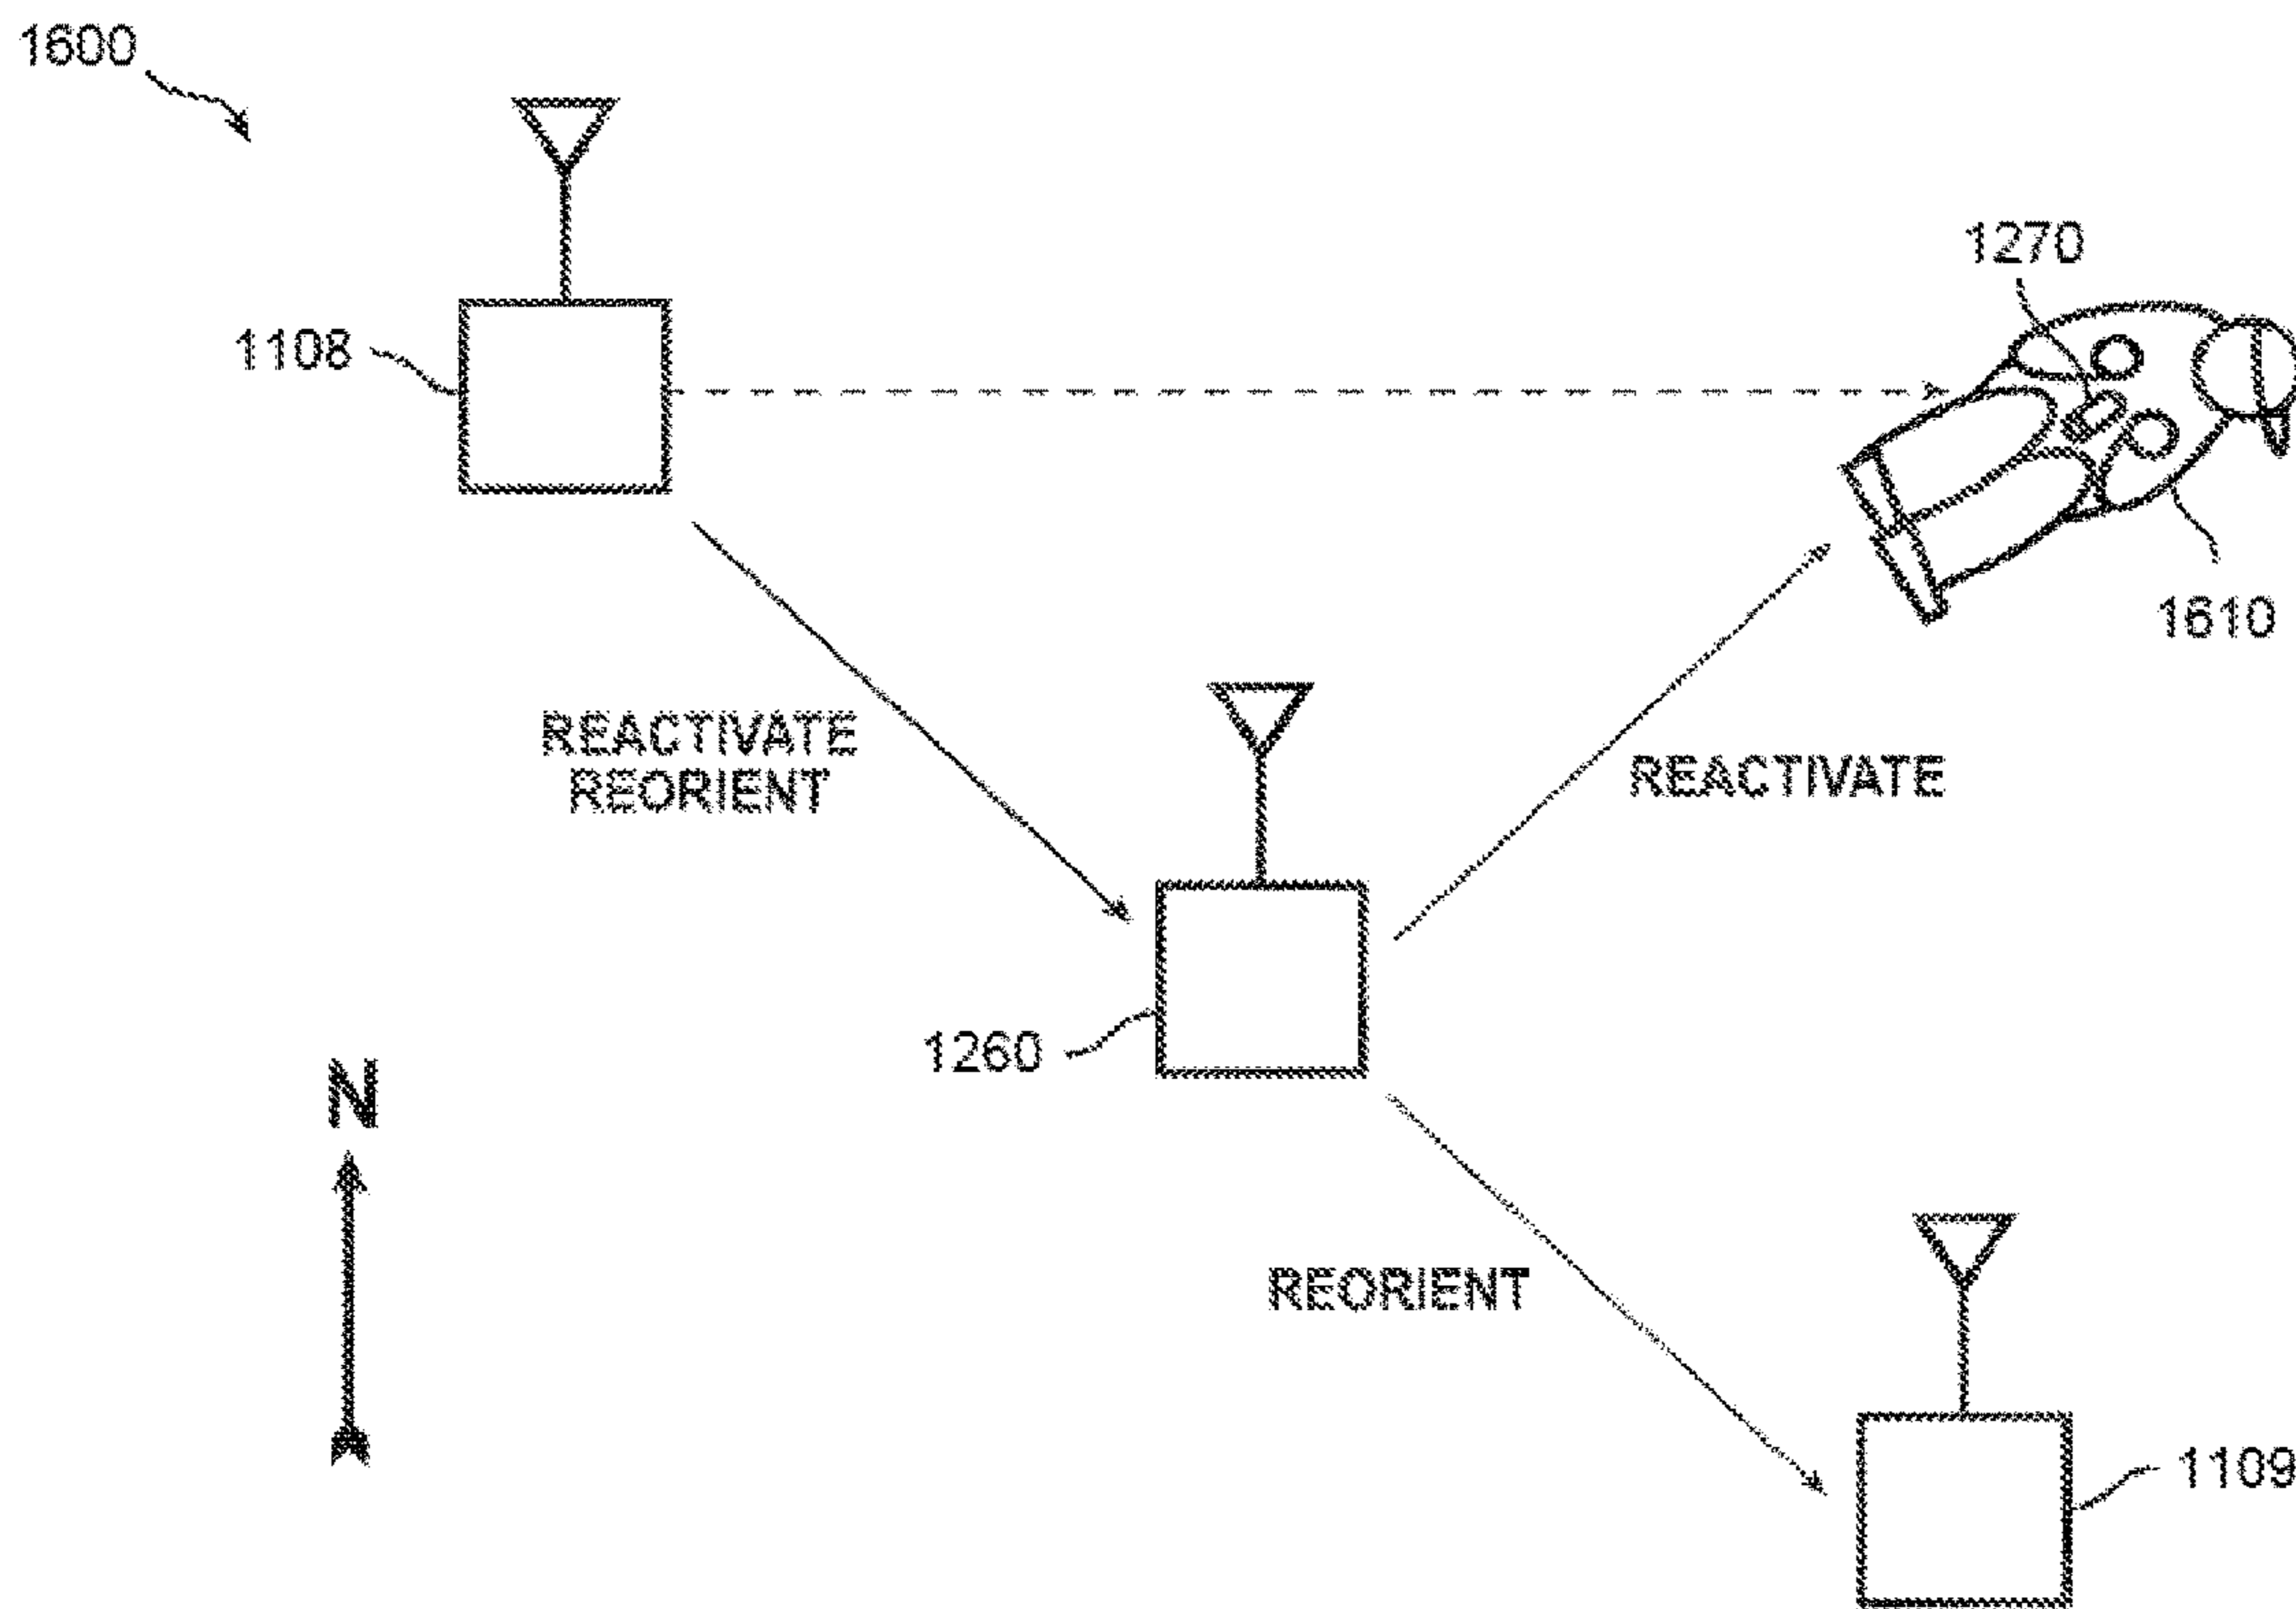 1600
1270
1108
1610
REACTIVATE
REORIENT
REACTIVATE
1260
N
REORIENT
1109